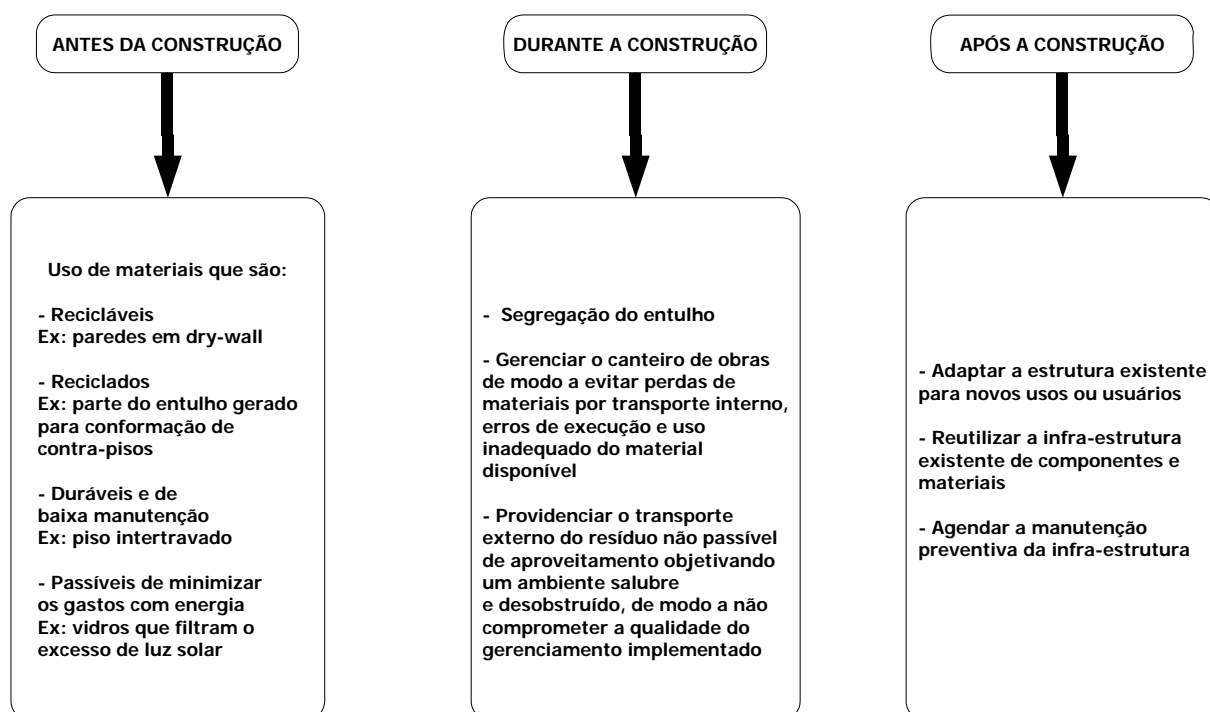 ANTES DA CONSTRUÇÃO
Uso de materiais que são:
- Recicláveis
Ex: paredes em dry-wall
- Reciclados
Ex: parte do entulho gerado
para conformação de
contra-pisos
- Duráveis e de
baixa manutenção
Ex: piso intertravado
- Passíveis de minimizar
os gastos com energia
Ex: vidros que filtram o
excesso de luz solar
DURANTE A CONSTRUÇÃO
- Segregação do entulho
- Gerenciar o canteiro de obras
de modo a evitar perdas de
materiais por transporte interno,
erros de execução e uso
inadequado do material
disponível
- Providenciar o transporte
externo do resíduo não passível
de aproveitamento objetivando
um ambiente salubre
e desobstruído, de modo a não
comprometer a qualidade do
gerenciamento implementado
APÓS A CONSTRUÇÃO
- Adaptar a estrutura existente
para novos usos ou usuários
- Reutilizar a infra-estrutura
existente de componentes e
materiais
- Agendar a manutenção
preventiva da infra-estrutura